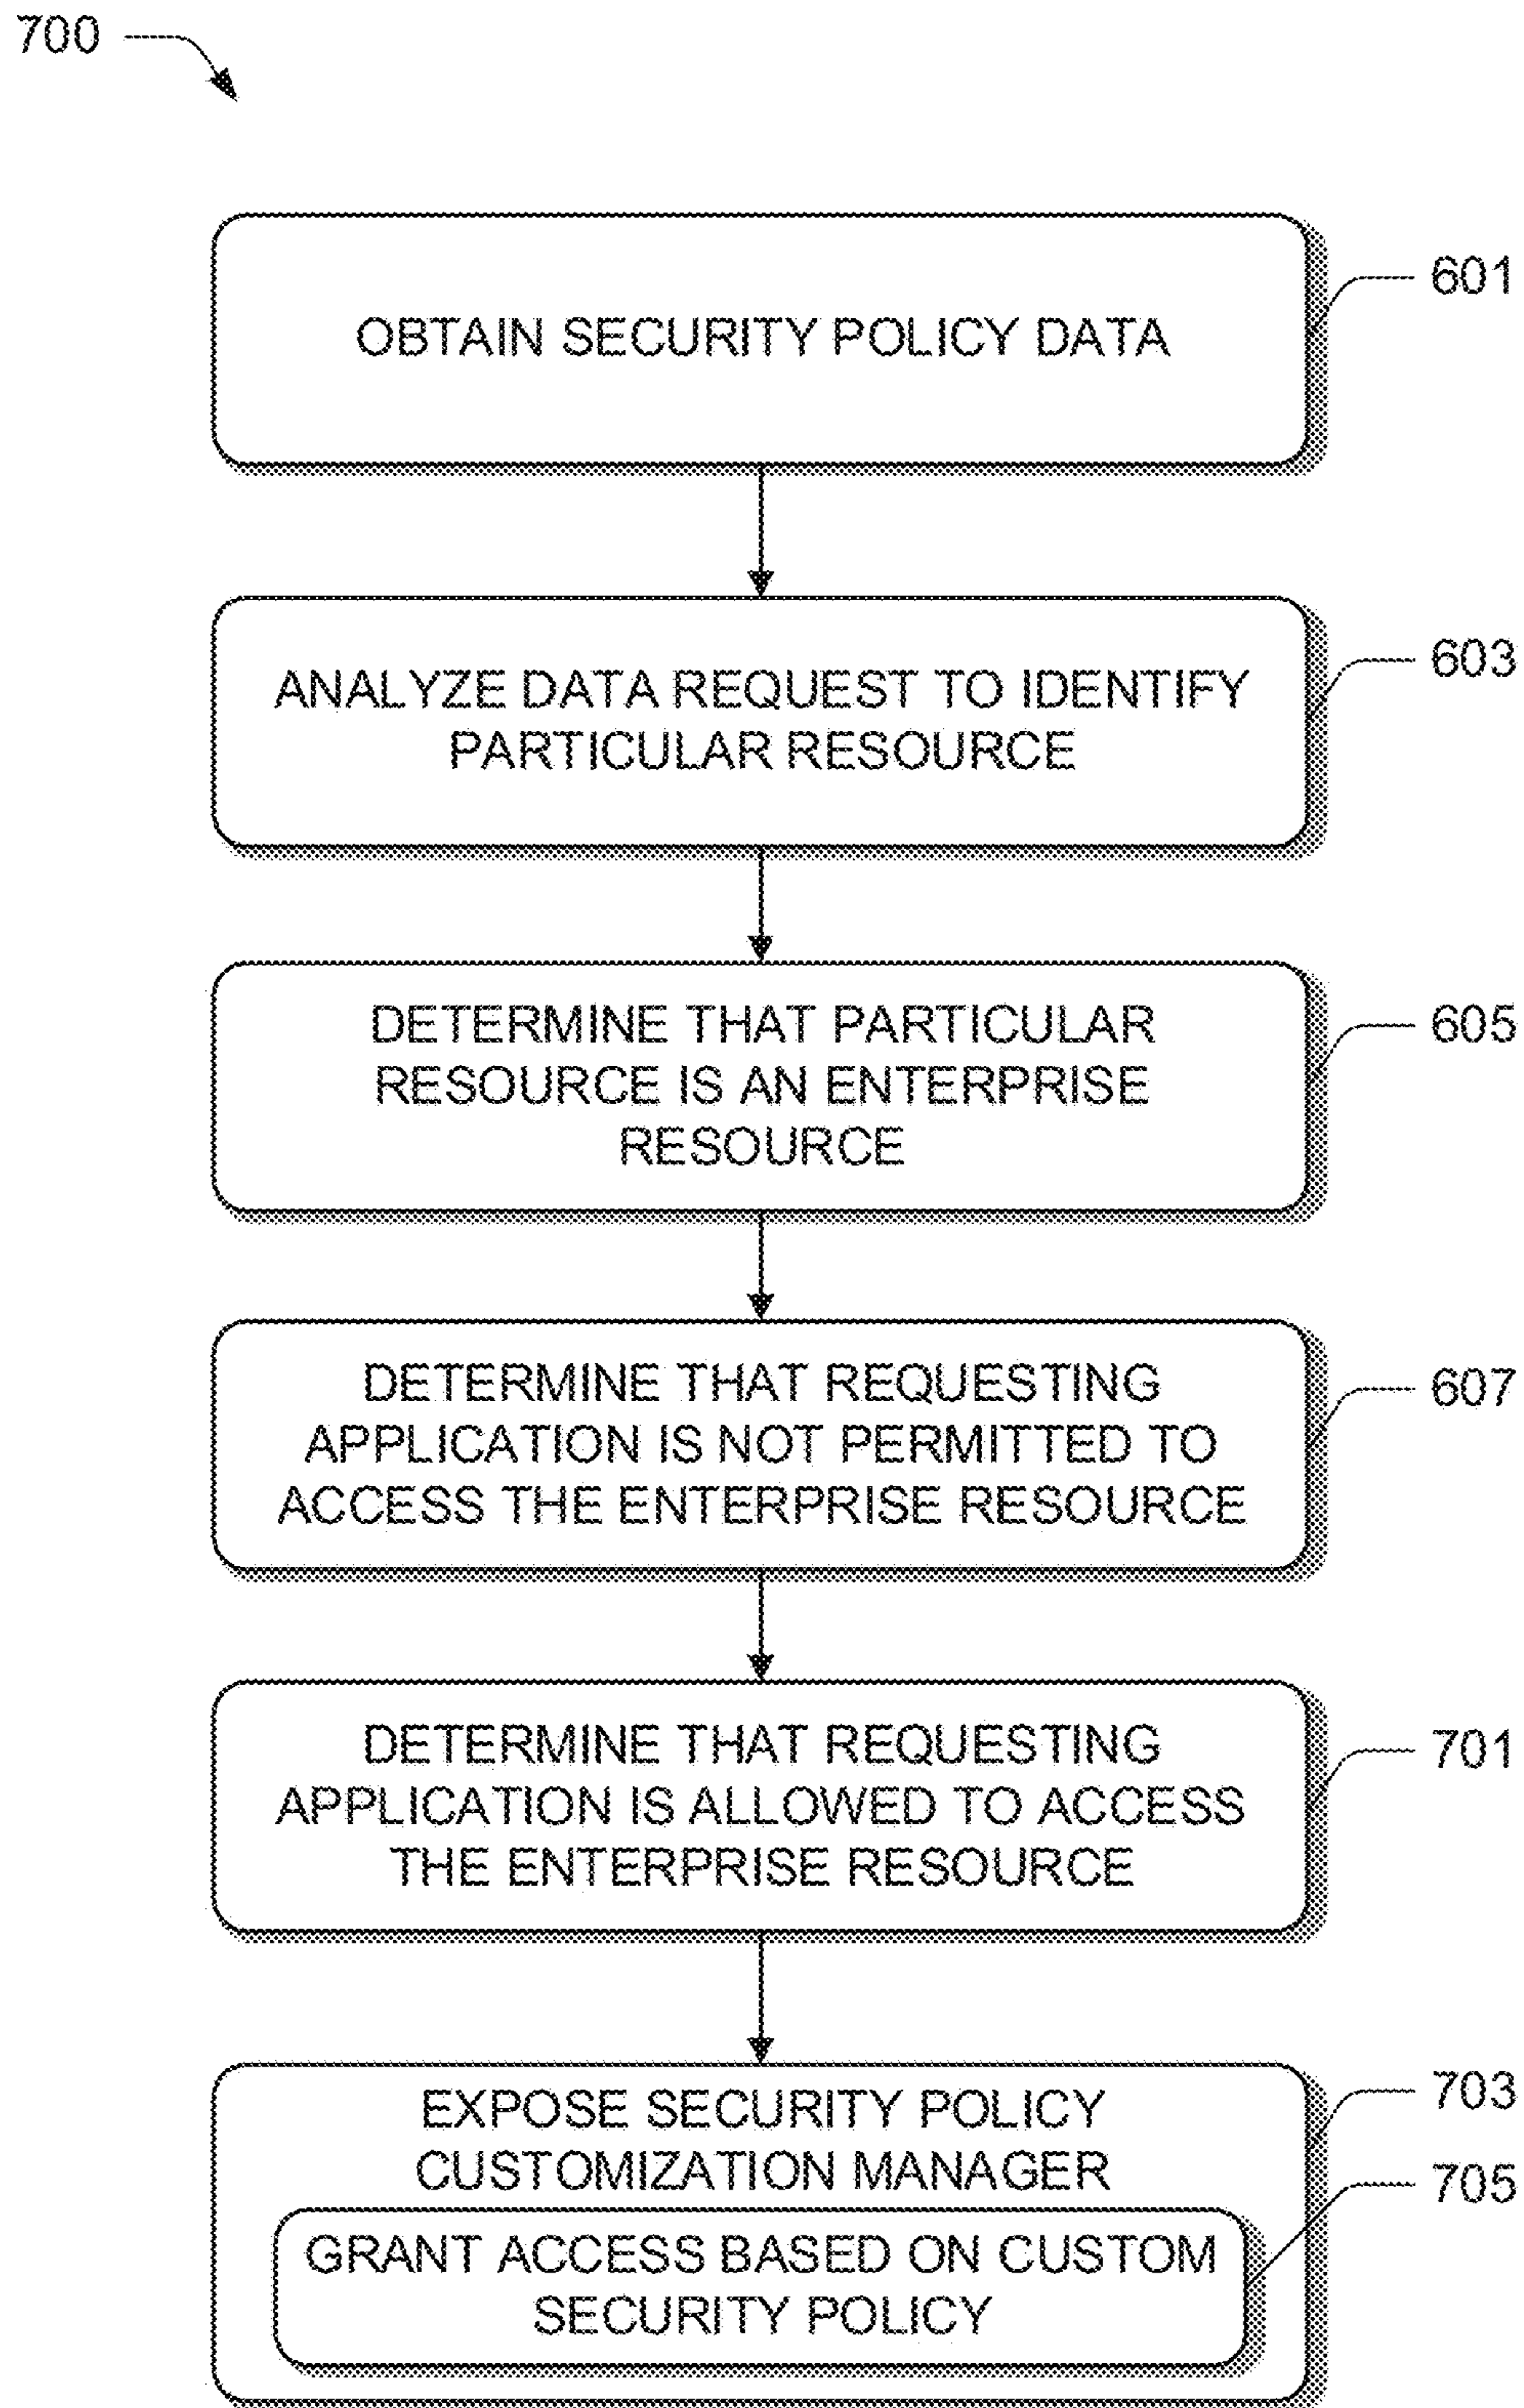 700
OBTAIN SECURITY POLICY DATA
601
ANALYZE DATA REQUEST TO IDENTIFY
PARTICULAR RESOURCE
603
DETERMINE THAT PARTICULAR
RESOURCE IS AN ENTERPRISE
RESOURCE
605
DETERMINE THAT REQUESTING
APPLICATION IS NOT PERMITTED TO
ACCESS THE ENTERPRISE RESOURCE
607
DETERMINE THAT REQUESTING
APPLICATION IS ALLOWED TO ACCESS
THE ENTERPRISE RESOURCE
701
EXPOSE SECURITY POLICY
CUSTOMIZATION MANAGER
703
GRANT ACCESS BASED ON CUSTOM
SECURITY POLICY
705